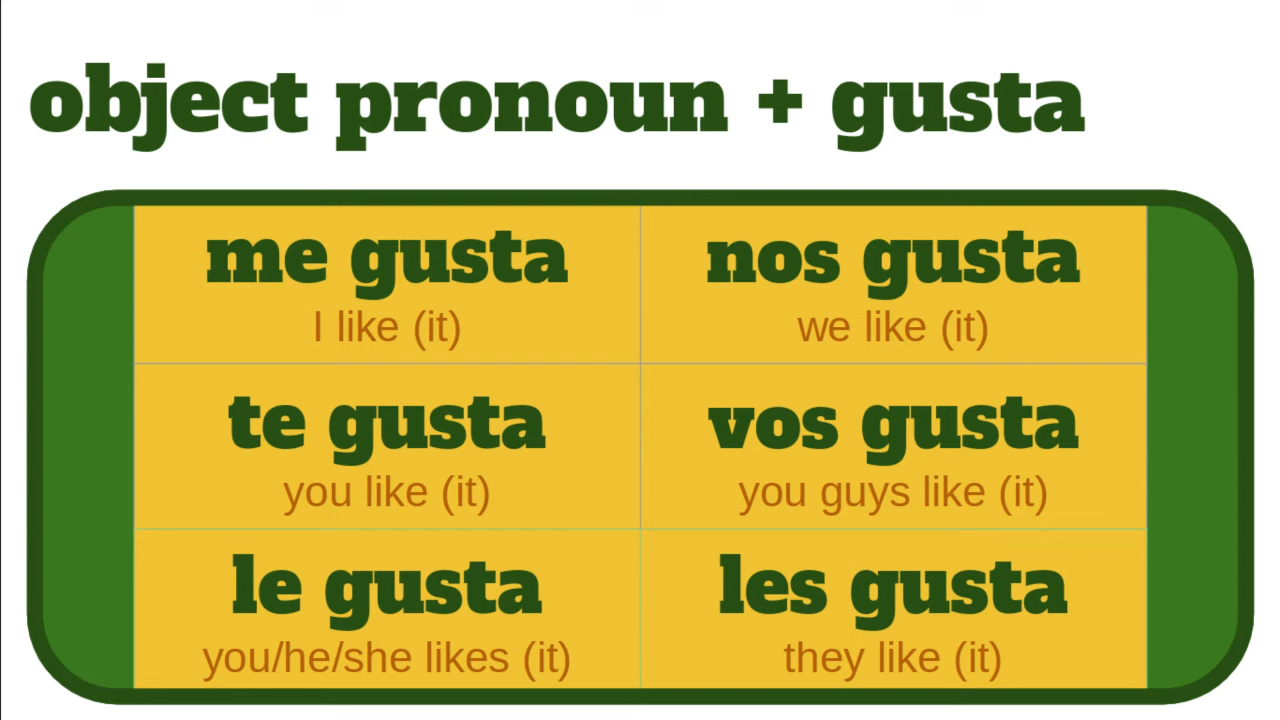 object pronoun + gusta
me gusta
I like (it)
nos gusta
we like (it)
te gusta
you like (it)
vos gusta
you guys like (it)
le gusta
you/he/she likes (it)
les gusta
they like (it)